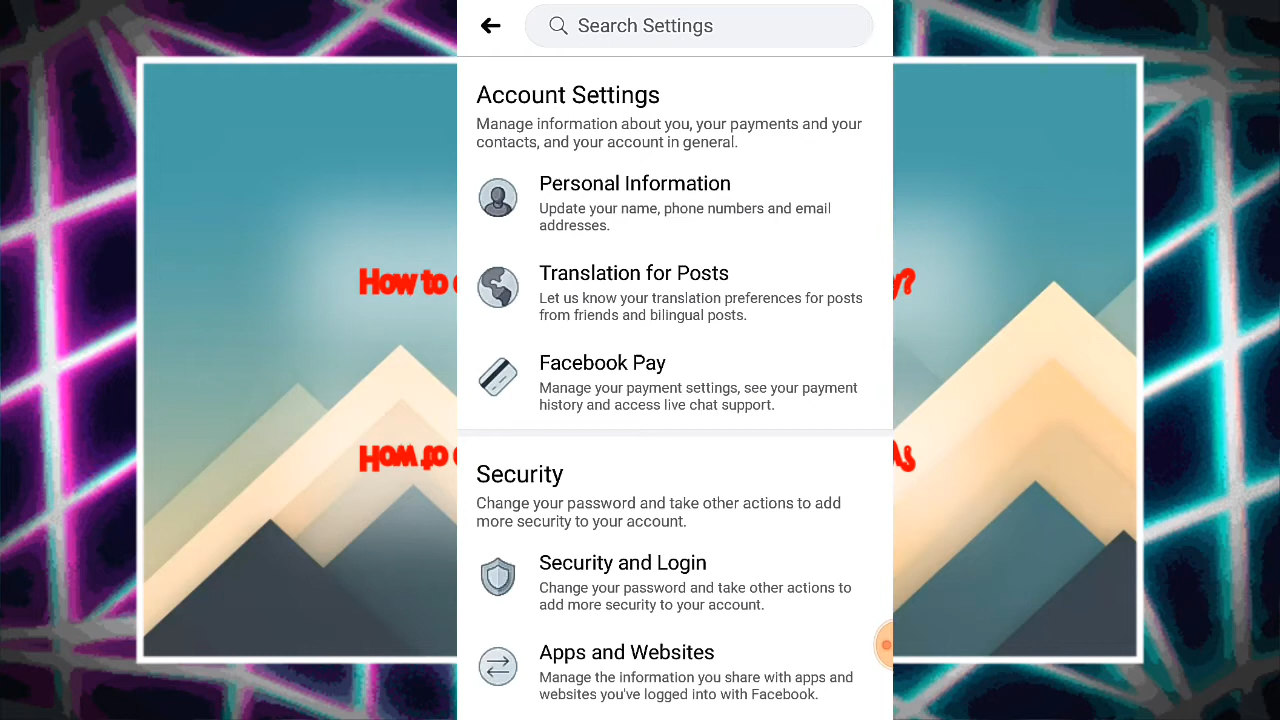 Search Settings
Account Settings
Manage information about you, your payments and your
contacts, and your account in general.
Personal Information
Update your name, phone numbers and email
addresses.
Translation for Posts
Let us know your translation preferences for posts
from friends and bilingual posts.
How to
Facebook Pay
Manage your payment settings, see your payment
history and access live chat support.
Security
Change your password and take other actions to add
more security to your account.
Security and Login
Change your password and take other actions to
add more security to your account.
Apps and Websites
Manage the information you share with apps and
websites you've logged into with Facebook.